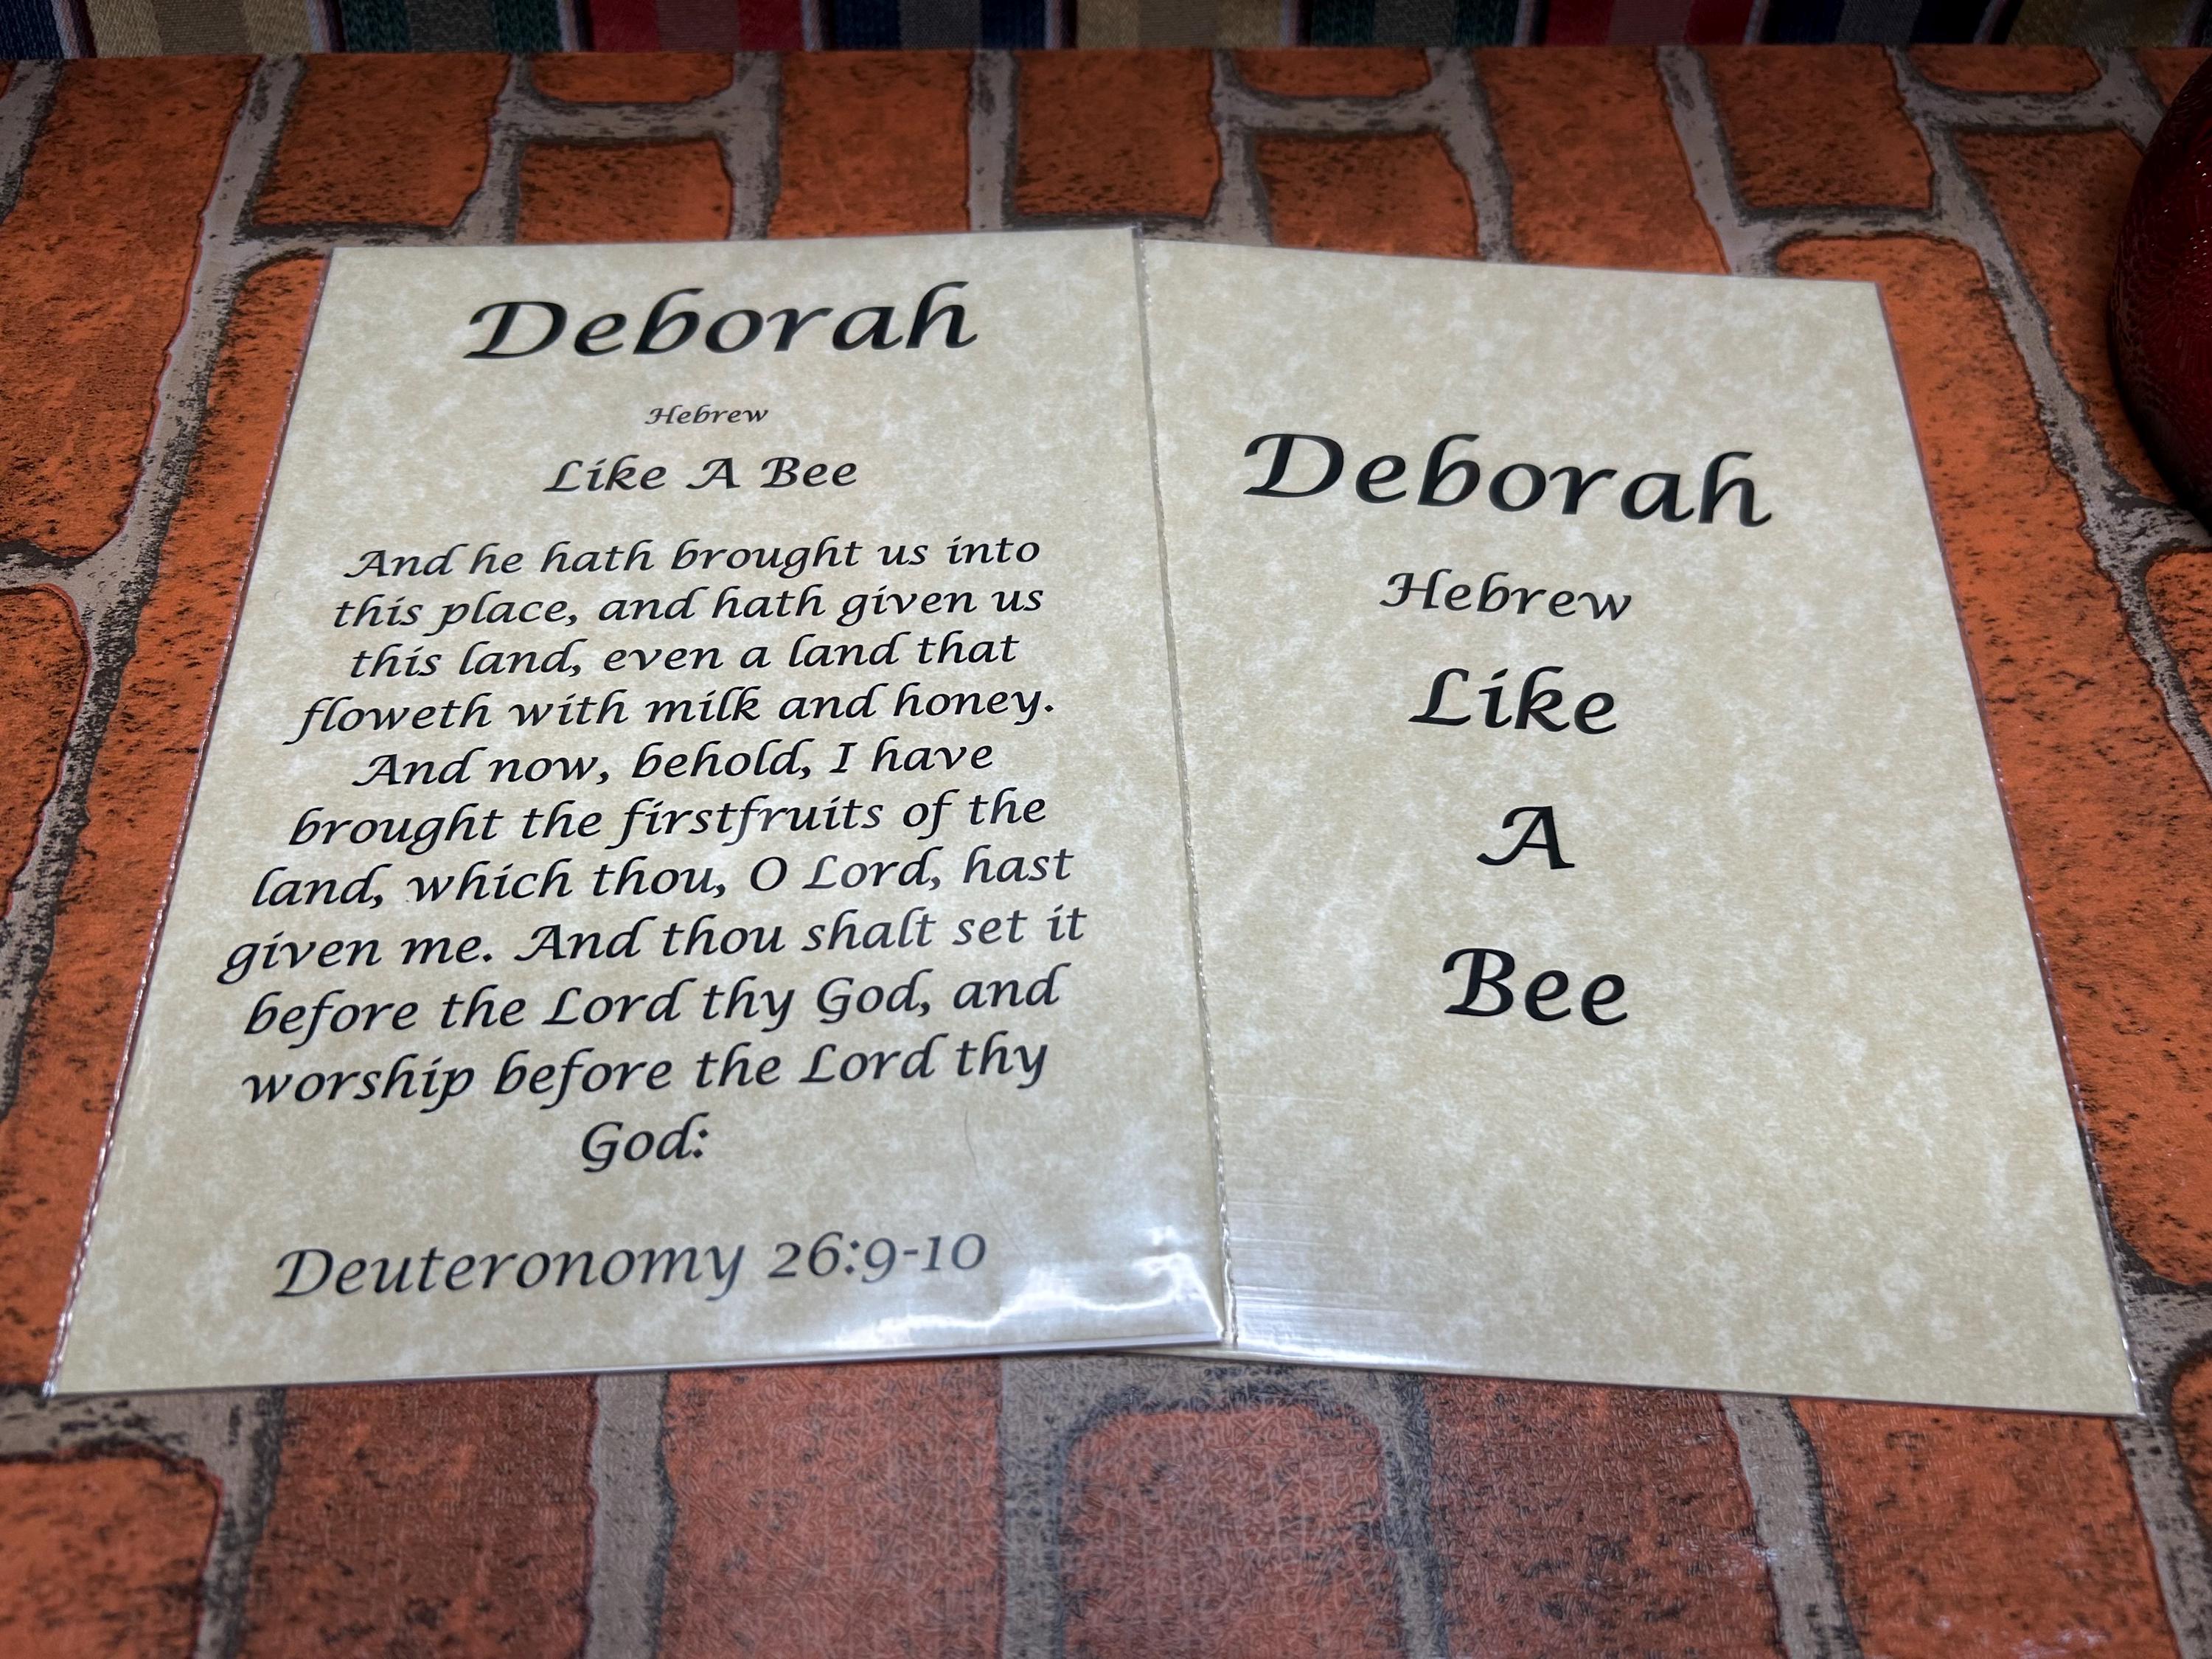 Deborah
Hebrew
Like A Bee
And he hath brought us into
this place, and hath given us
this land, even a land that
floweth with milk and honey.
And now, behold, I have
brought the firstfruits of the
land, which thou, O Lord, hast
given me. And thou shalt set it
before the Lord thy God, and
worship before the Lord thy
God:
Deuteronomy 26:9-10
Deborah
Hebrew
Like
A
Bee